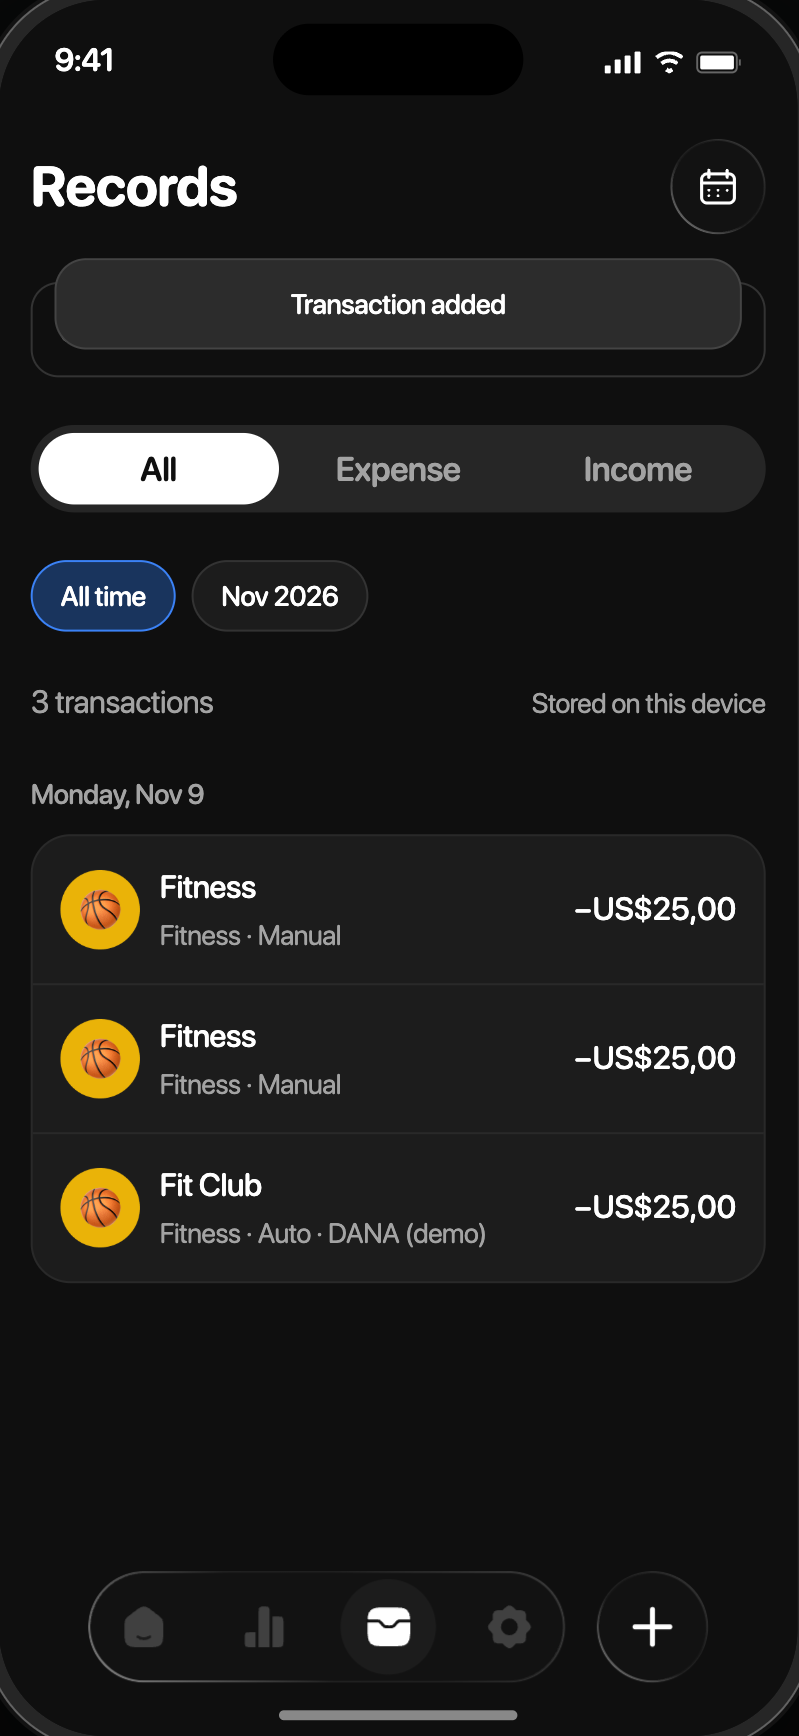 9:41
Records
Transaction added
All
Expense
Income
All time
Nov 2026
3 transactions
Stored on this device
Monday, Nov 9
Fitness
Fitness · Manual
−US$25,00
Fitness
Fitness · Manual
−US$25,00
Fit Club
Fitness · Auto · DANA (demo)
−US$25,00